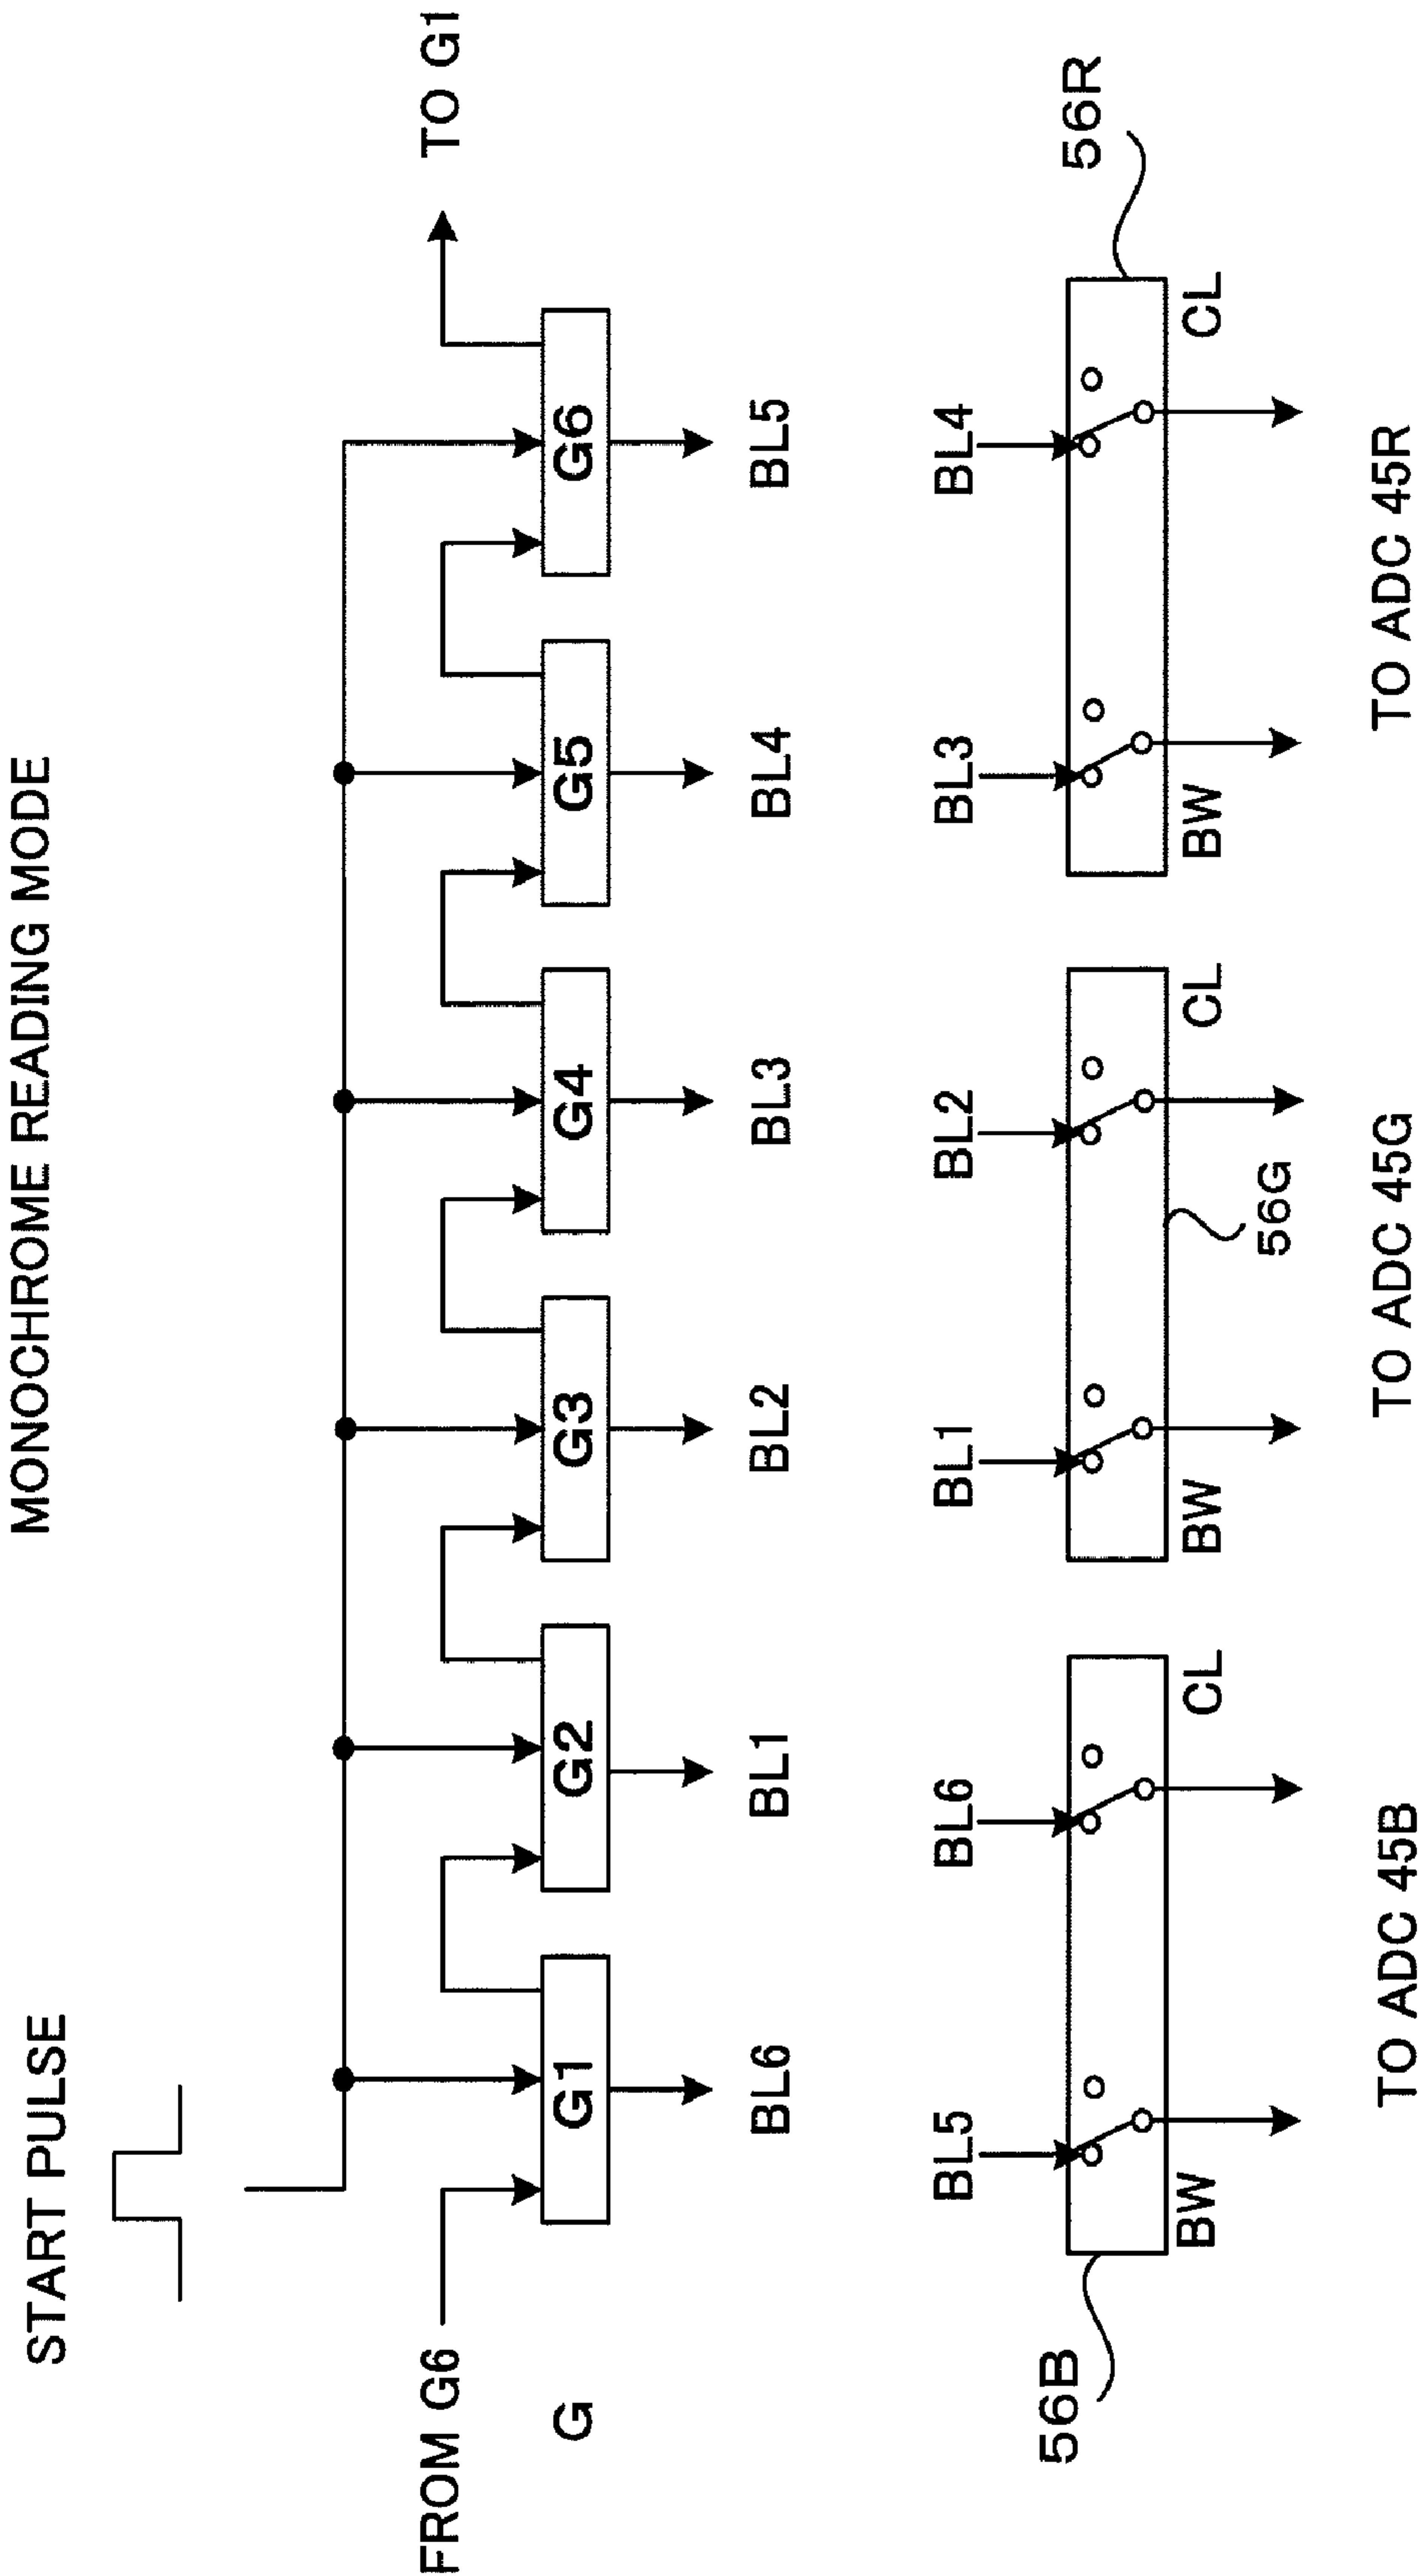 MONOCHROME READING MODE
START PULSE
FROM G6
TO G1
G
G1
G2
G3
G4
G5
G6
BL6
BL1
BL2
BL3
BL4
BL5
56B
BL5
BL6
BW
CL
TO ADC 45B
BL1
BL2
BW
CL
56G
TO ADC 45G
BL3
BL4
BW
CL
56R
TO ADC 45R